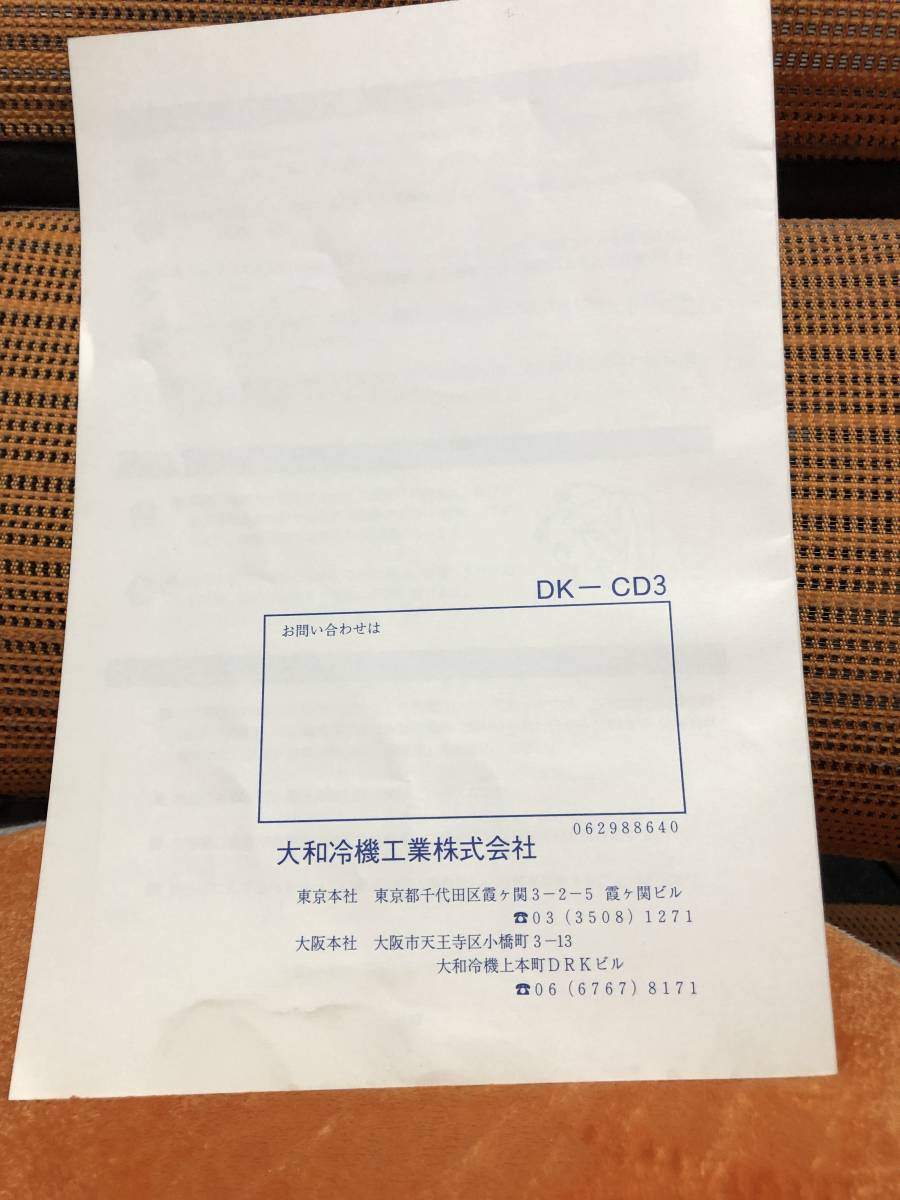 DK－CD3
お問い合わせは
062988640
大和冷機工業株式会社
東京本社　東京都千代田区霞ヶ関3－2－5 霞ヶ関ビル
☎03（3508）1271
大阪本社　大阪市天王寺区小橋町3－13
大和冷機上本町DRKビル
☎06（6767）8171